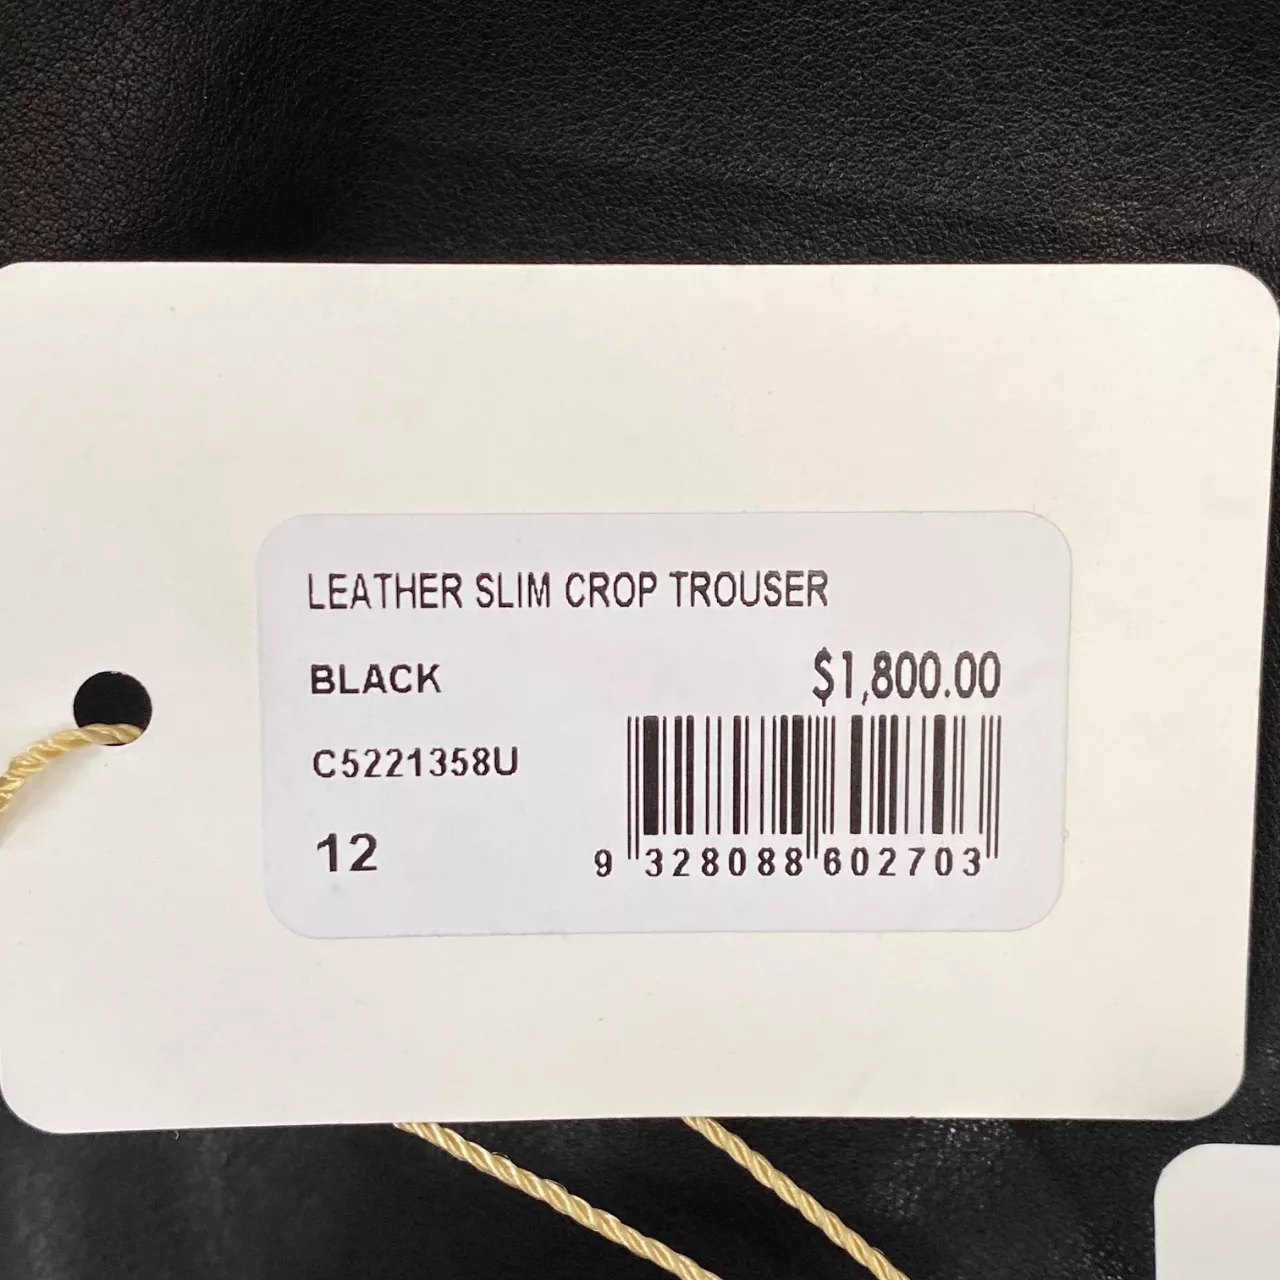 LEATHER SLIM CROP TROUSER
BLACK
$1,800.00
C5221358U
12
9 328088 602703